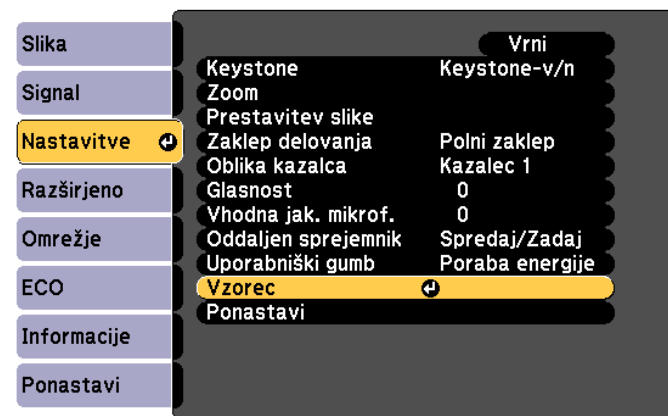 Slika
Signal
Nastavitve
Razširjeno
Omrežje
ECO
Informacije
Ponastavi
Vrni
Keystone Keystone-v/n
Zoom
Prestavitev slike
Zaklep delovanja Polni zaklep
Oblika kazalca Kazalec 1
Glasnost 0
Vhodna jak. mikrof. 0
Oddaljen sprejemnik Spredaj/Zadaj
Uporabniški gumb Poraba energije
Vzorec
Ponastavi